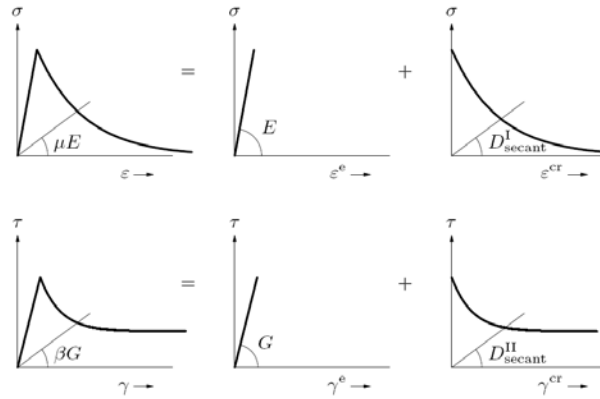 σ σ σ
= +
μE E D^I_secant
ε → ε^e → ε^cr →
τ τ τ
= +
βG G D^II_secant
γ → γ^e → γ^cr →